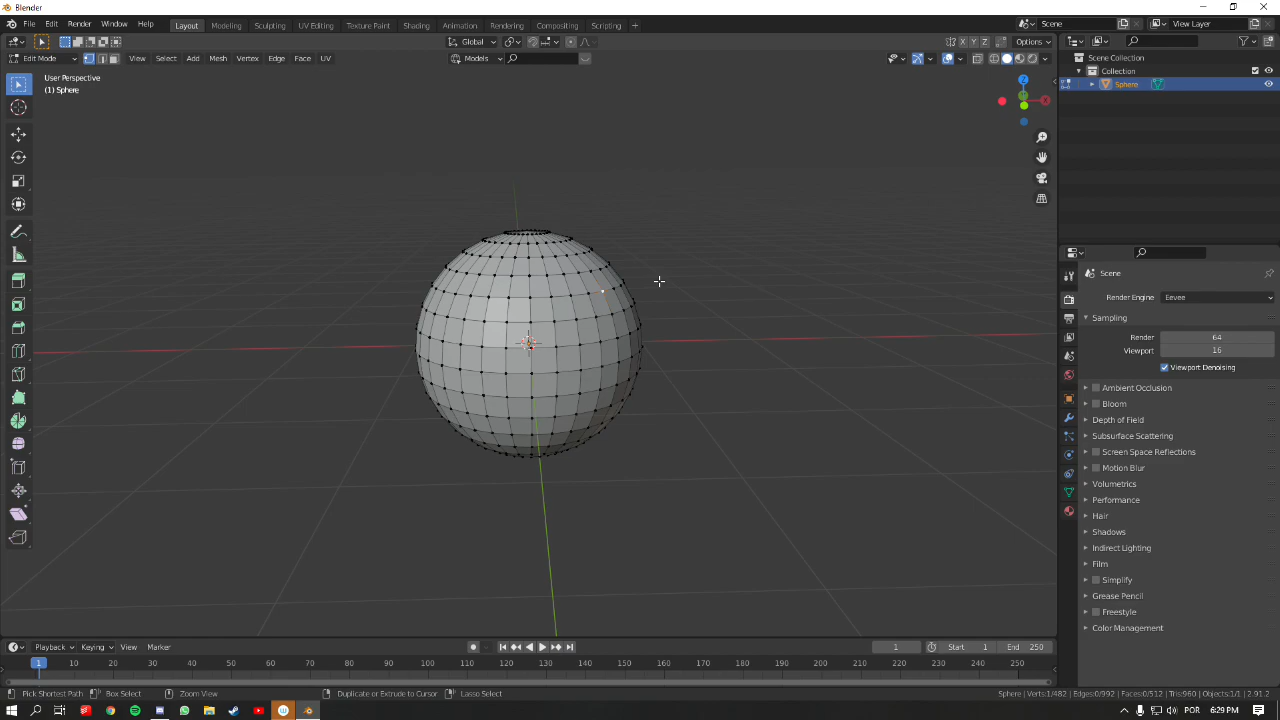 Blender
File Edit Render Window Help
Layout Modeling Sculpting UV Editing Texture Paint Shading Animation Rendering Compositing Scripting +
Scene View Layer
Global X Y Z Options
Edit Mode View Select Add Mesh Vertex Edge Face UV Models
User Perspective
(1) Sphere
Z
X
Scene Collection
Collection
Sphere
Scene
Render Engine Eevee
Sampling
Render 64
Viewport 16
Viewport Denoising
Ambient Occlusion
Bloom
Depth of Field
Subsurface Scattering
Screen Space Reflections
Motion Blur
Volumetrics
Performance
Hair
Shadows
Indirect Lighting
Film
Simplify
Grease Pencil
Freestyle
Color Management
Playback Keying View Marker 1 Start 1 End 250
1 10 20 30 40 50 60 70 80 90 100 110 120 130 140 150 160 170 180 190 200 210 220 230 240 250
Pick Shortest Path Box Select Zoom View Duplicate or Extrude to Cursor Lasso Select Sphere | Verts:1/482 | Edges:0/992 | Faces:0/512 | Tris:960 | Objects:1/1 | 2.91.2
POR 6:29 PM